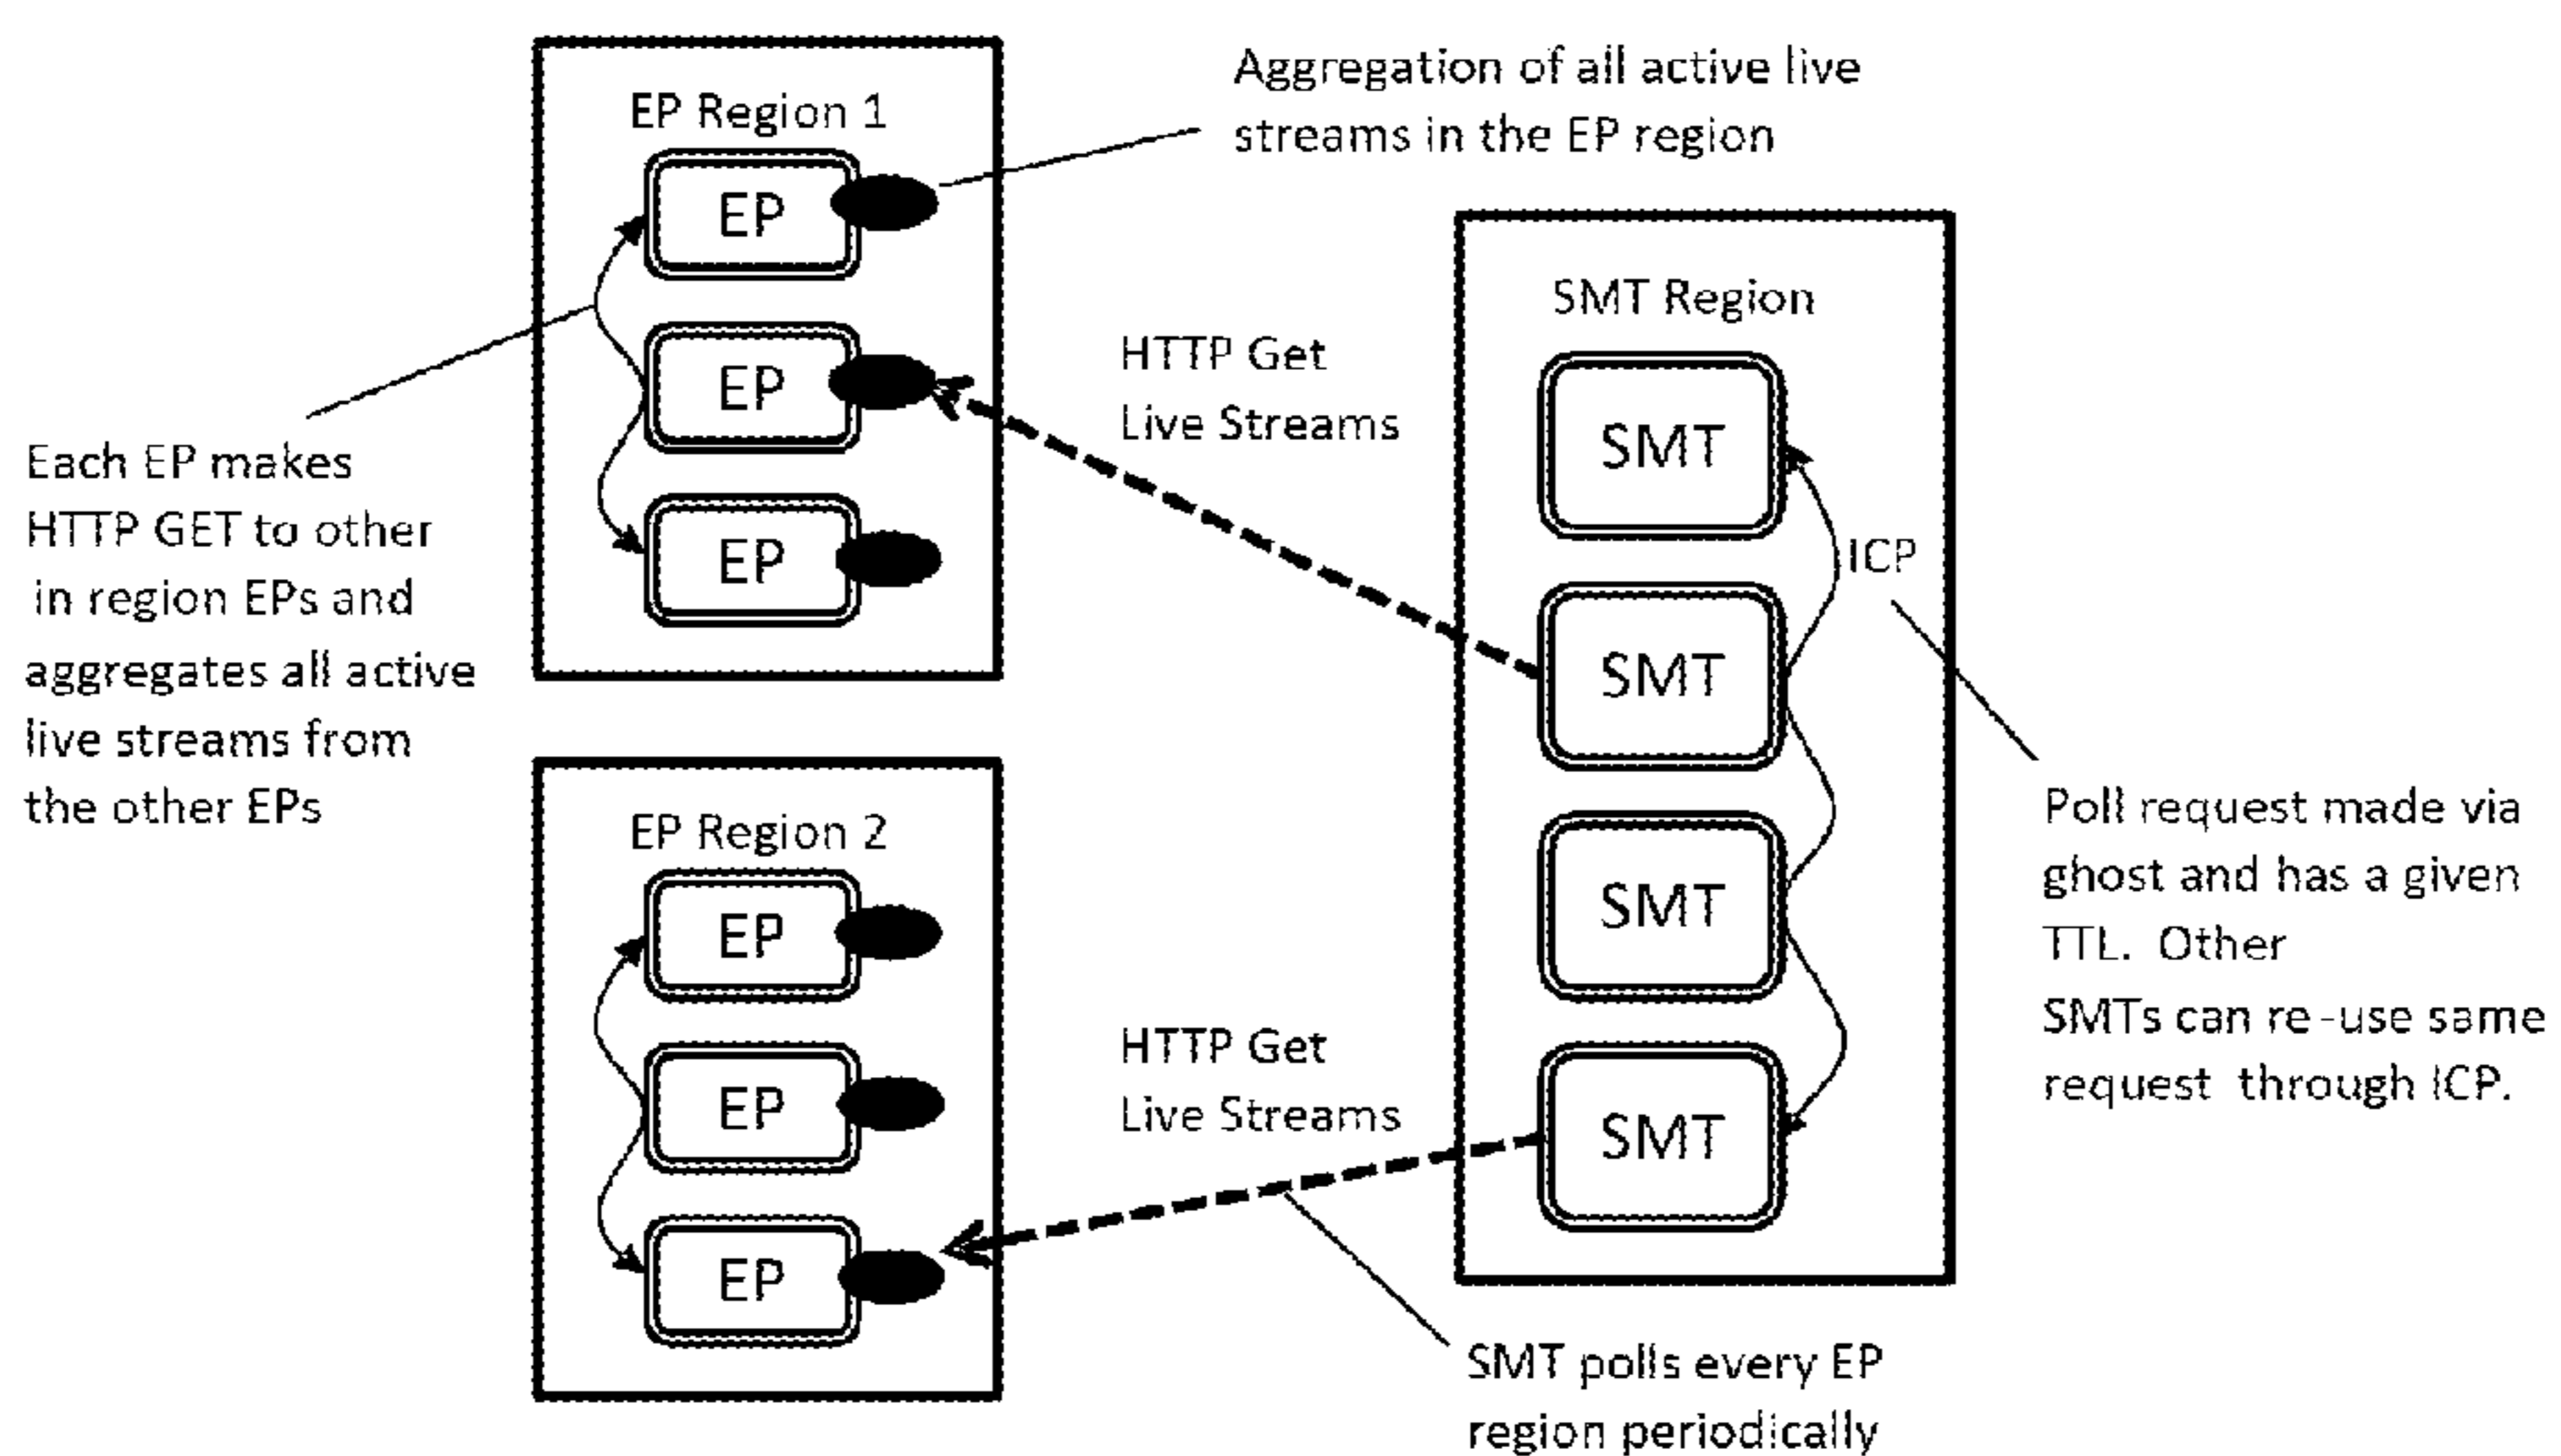 Aggregation of all active live
streams in the EP region
EP Region 1
EP
EP
EP
Each EP makes
HTTP GET to other
in region EPs and
aggregates all active
live streams from
the other EPs
HTTP Get
Live Streams
SMT Region
SMT
SMT
SMT
SMT
ICP
Poll request made via
ghost and has a given
TTL. Other
SMTs can re-use same
request through ICP.
EP Region 2
EP
EP
EP
HTTP Get
Live Streams
SMT polls every EP
region periodically